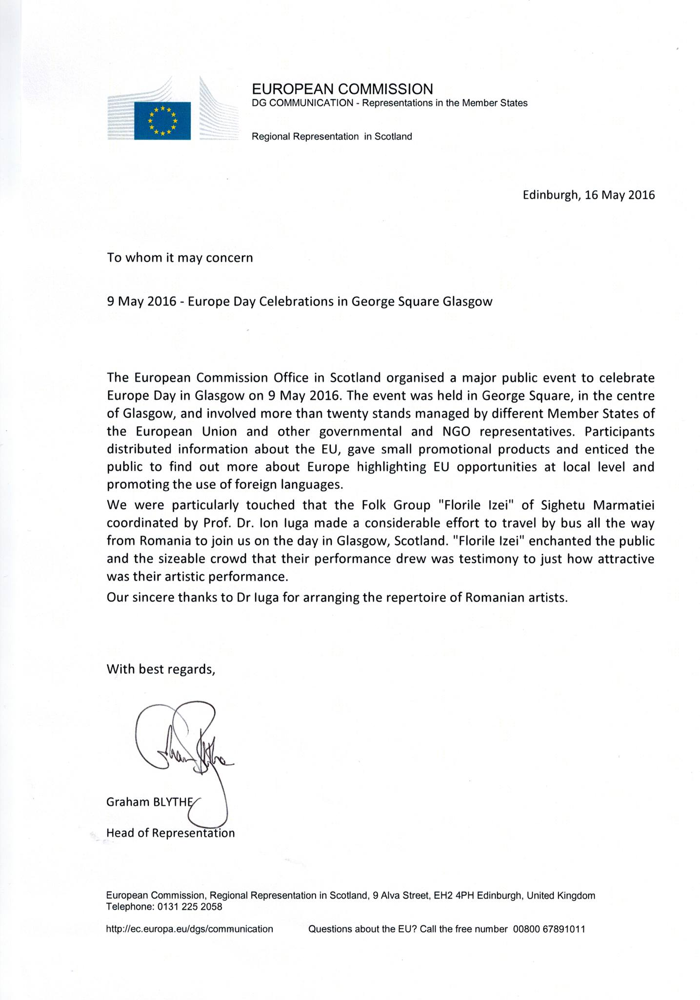 EUROPEAN COMMISSION
DG COMMUNICATION - Representations in the Member States
Regional Representation in Scotland
Edinburgh, 16 May 2016
To whom it may concern
9 May 2016 - Europe Day Celebrations in George Square Glasgow
The European Commission Office in Scotland organised a major public event to celebrate
Europe Day in Glasgow on 9 May 2016. The event was held in George Square, in the centre
of Glasgow, and involved more than twenty stands managed by different Member States of
the European Union and other governmental and NGO representatives. Participants
distributed information about the EU, gave small promotional products and enticed the
public to find out more about Europe highlighting EU opportunities at local level and
promoting the use of foreign languages.
We were particularly touched that the Folk Group "Florile Izei" of Sighetu Marmatiei
coordinated by Prof. Dr. Ion Iuga made a considerable effort to travel by bus all the way
from Romania to join us on the day in Glasgow, Scotland. "Florile Izei" enchanted the public
and the sizeable crowd that their performance drew was testimony to just how attractive
was their artistic performance.
Our sincere thanks to Dr Iuga for arranging the repertoire of Romanian artists.
With best regards,
Graham Blythe
Graham BLYTHE
Head of Representation
European Commission, Regional Representation in Scotland, 9 Alva Street, EH2 4PH Edinburgh, United Kingdom
Telephone: 0131 225 2058
http://ec.europa.eu/dgs/communication Questions about the EU? Call the free number 00800 67891011